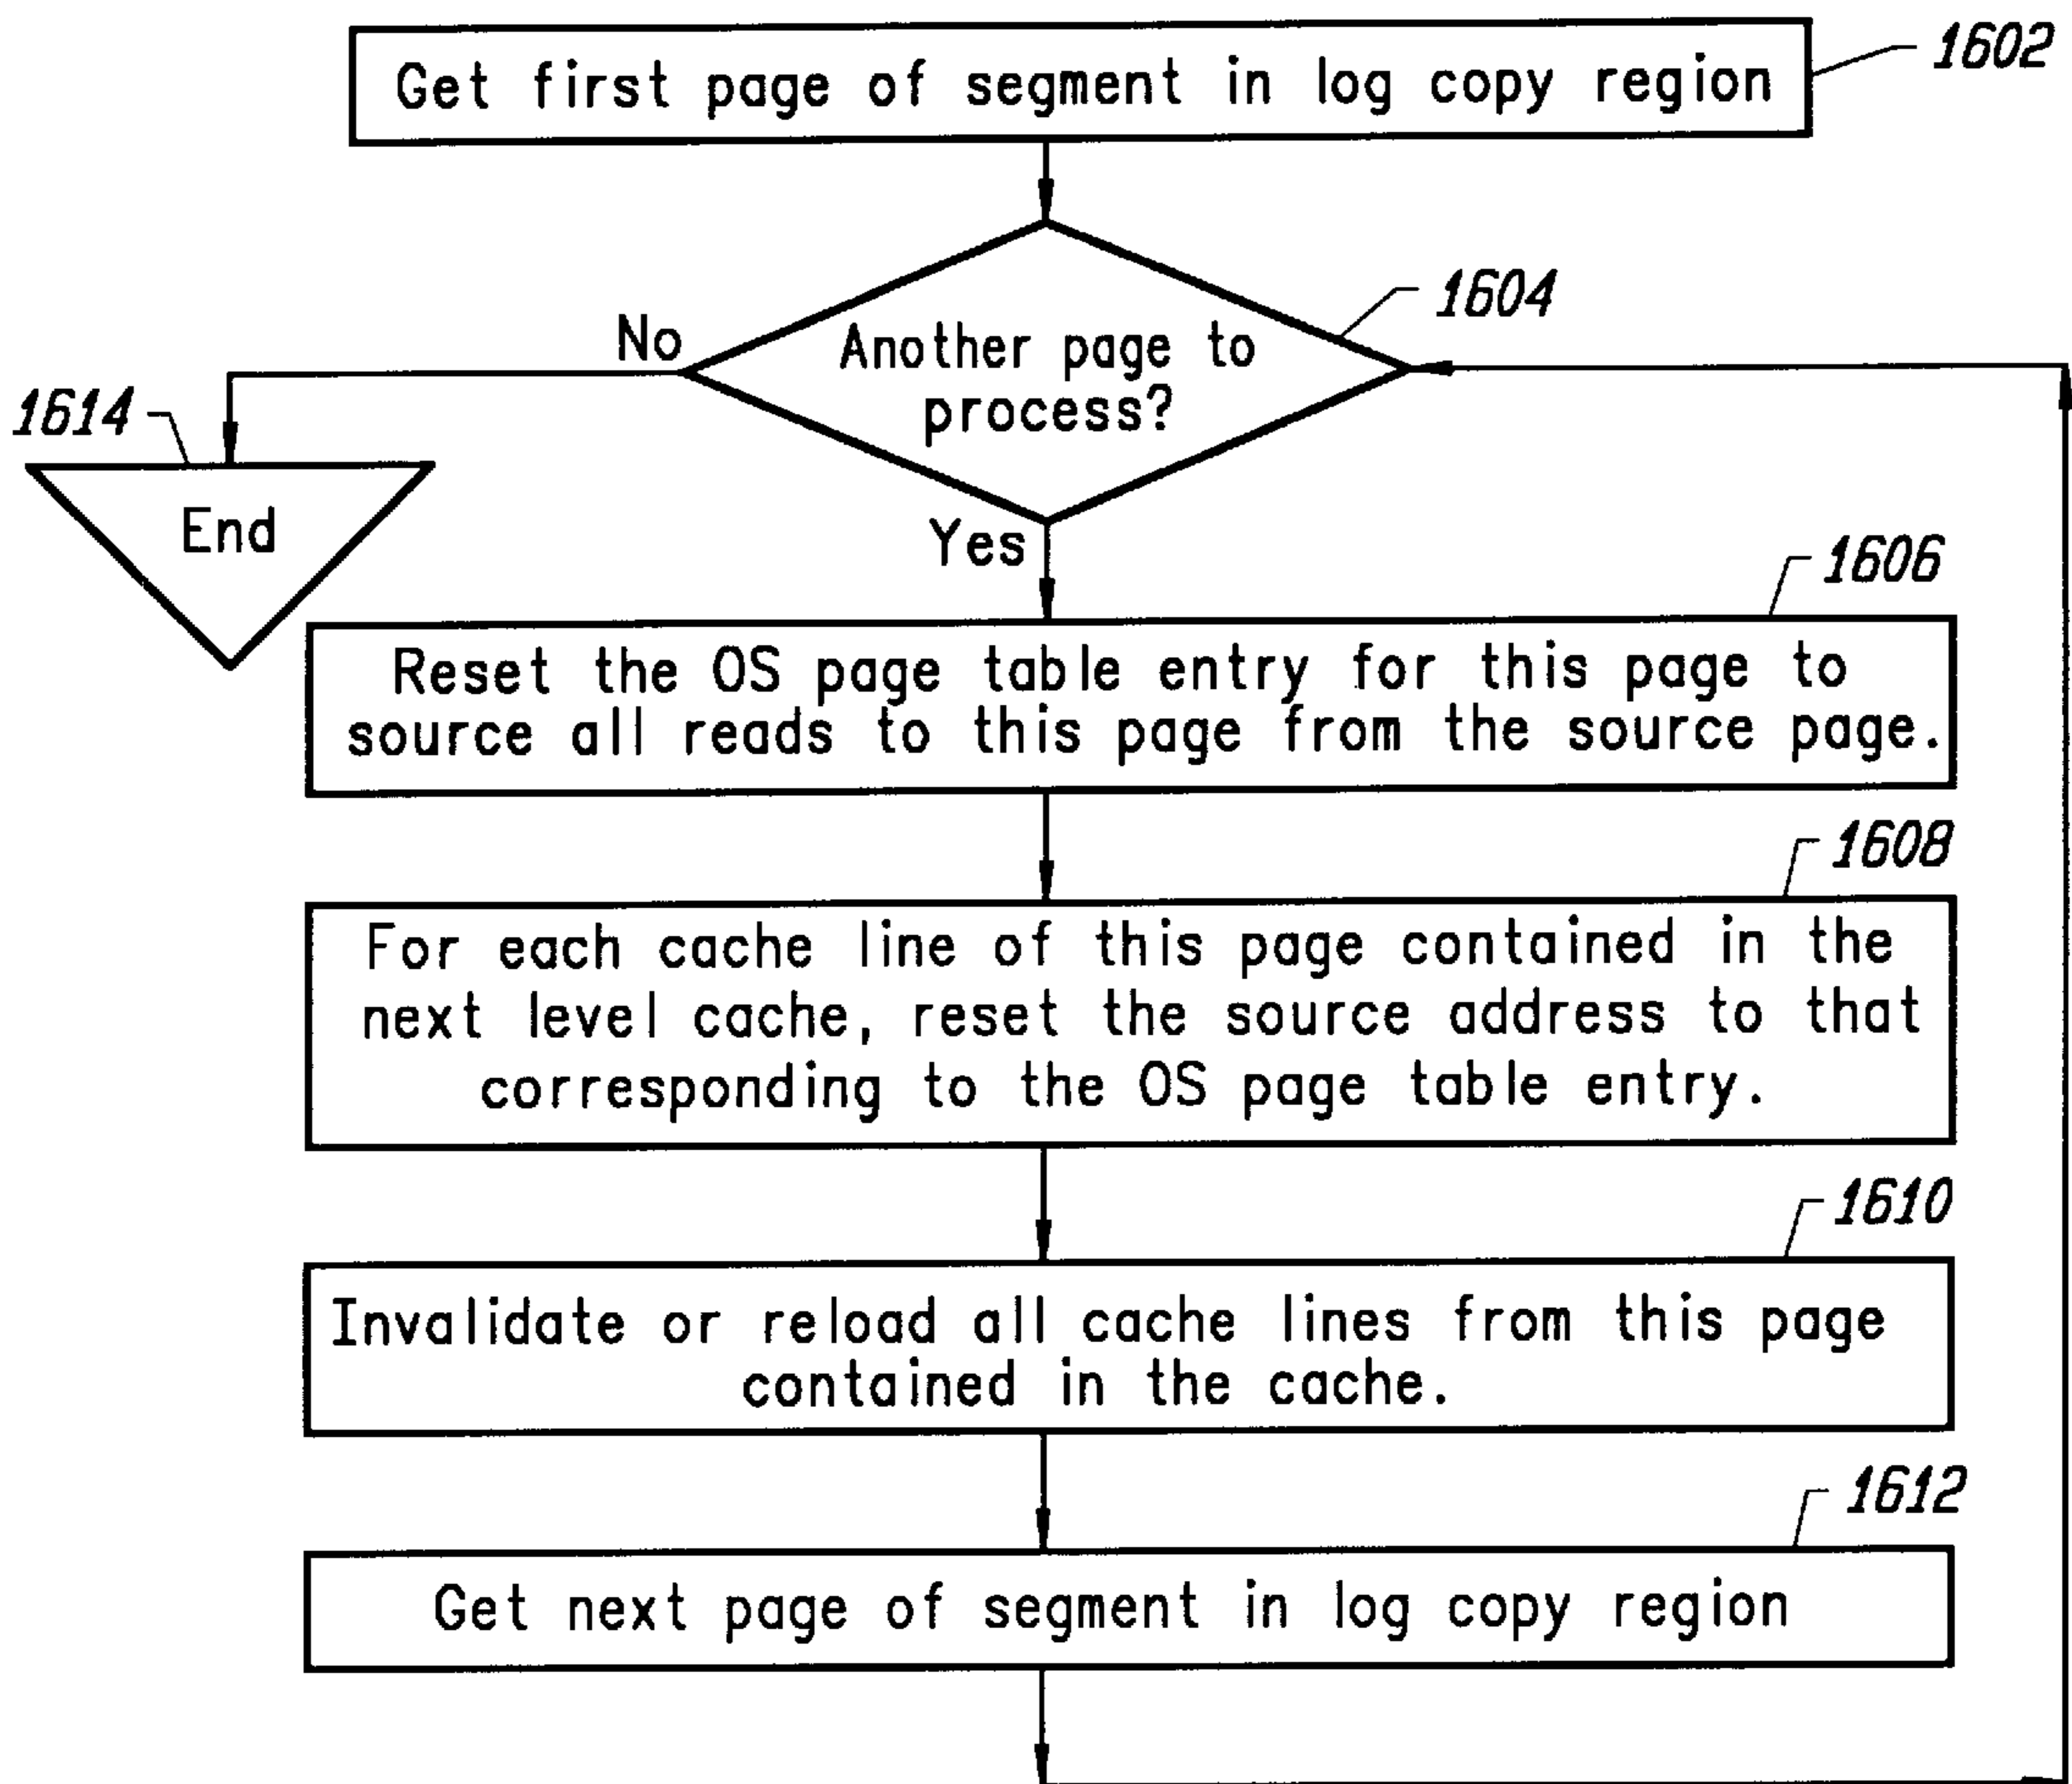 Get first page of segment in log copy region
1602
1604
No
Another page to
process?
1614
End
Yes
1606
Reset the OS page table entry for this page to
source all reads to this page from the source page.
1608
For each cache line of this page contained in the
next level cache, reset the source address to that
corresponding to the OS page table entry.
1610
Invalidate or reload all cache lines from this page
contained in the cache.
1612
Get next page of segment in log copy region